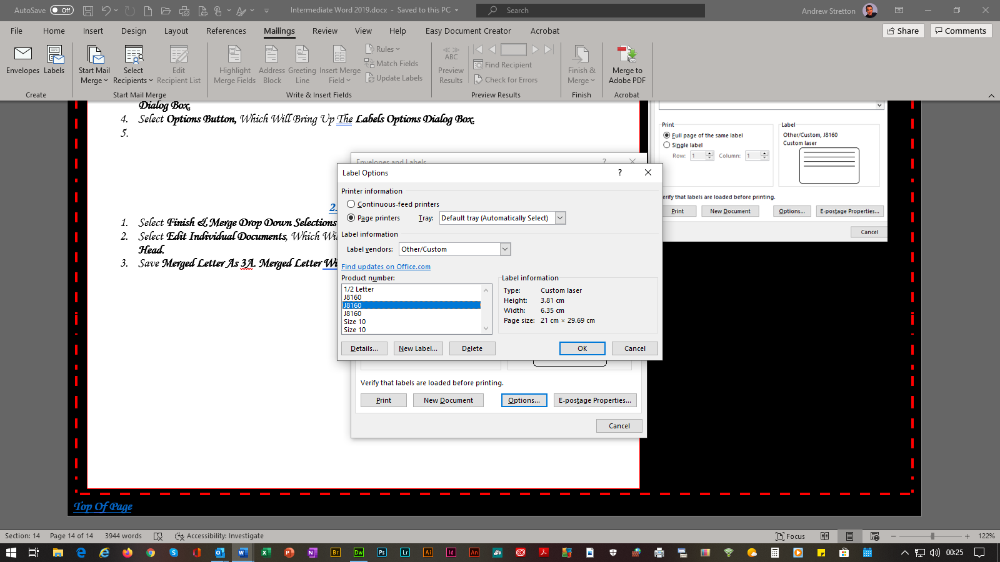 AutoSave Off
Intermediate Word 2019.docx - Saved to this PC
Search
Andrew Stretton
File Home Insert Design Layout References Mailings Review View Help Easy Document Creator Acrobat
Share Comments
Envelopes Labels
Create
Start Mail Merge
Select Recipients
Edit Recipient List
Start Mail Merge
Highlight Merge Fields
Address Block
Greeting Line
Insert Merge Field
Rules
Match Fields
Update Labels
Write & Insert Fields
ABC
Preview Results
Find Recipient
Check for Errors
Preview Results
Finish & Merge
Finish
Merge to Adobe PDF
Acrobat
Dialog Box.
4. Select Options Button, Which Will Bring Up The Labels Options Dialog Box.
5.
2.
1. Select Finish & Merge Drop Down Selections
2. Select Edit Individual Documents, Which Wi
Head.
3. Save Merged Letter As 3A. Merged Letter Wi
Print
Full page of the same label
Single label
Row: 1 Column: 1
Label
Other/Custom, J8160
Custom laser
erify that labels are loaded before printing.
Print New Document Options... E-postage Properties...
Cancel
Envelopes and Labels ?
Label Options ?
Printer information
Continuous-feed printers
Page printers Tray: Default tray (Automatically Select)
Label information
Label vendors: Other/Custom
Find updates on Office.com
Product number:
1/2 Letter
J8160
J8160
J8160
Size 10
Size 10
Label information
Type: Custom laser
Height: 3.81 cm
Width: 6.35 cm
Page size: 21 cm × 29.69 cm
Details... New Label... Delete OK Cancel
Verify that labels are loaded before printing.
Print New Document Options... E-postage Properties...
Cancel
Top Of Page
Section: 14 Page 14 of 14 3944 words Accessibility: Investigate
Focus 122%
Br Dw Ps Lr Ai Id An
00:25